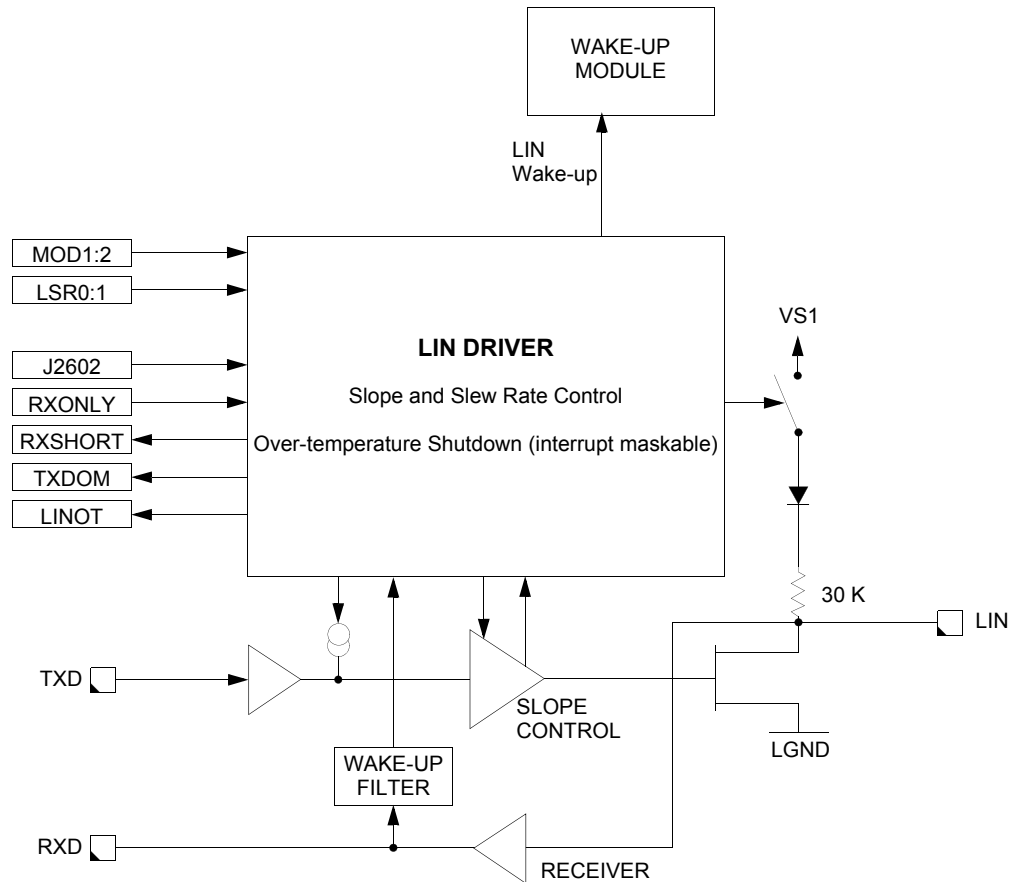 WAKE-UP
MODULE
LIN
Wake-up
MOD1:2
LSR0:1
J2602
RXONLY
RXSHORT
TXDOM
LINOT
LIN DRIVER
Slope and Slew Rate Control
Over-temperature Shutdown (interrupt maskable)
VS1
30 K
LIN
TXD
SLOPE
CONTROL
LGND
WAKE-UP
FILTER
RXD
RECEIVER